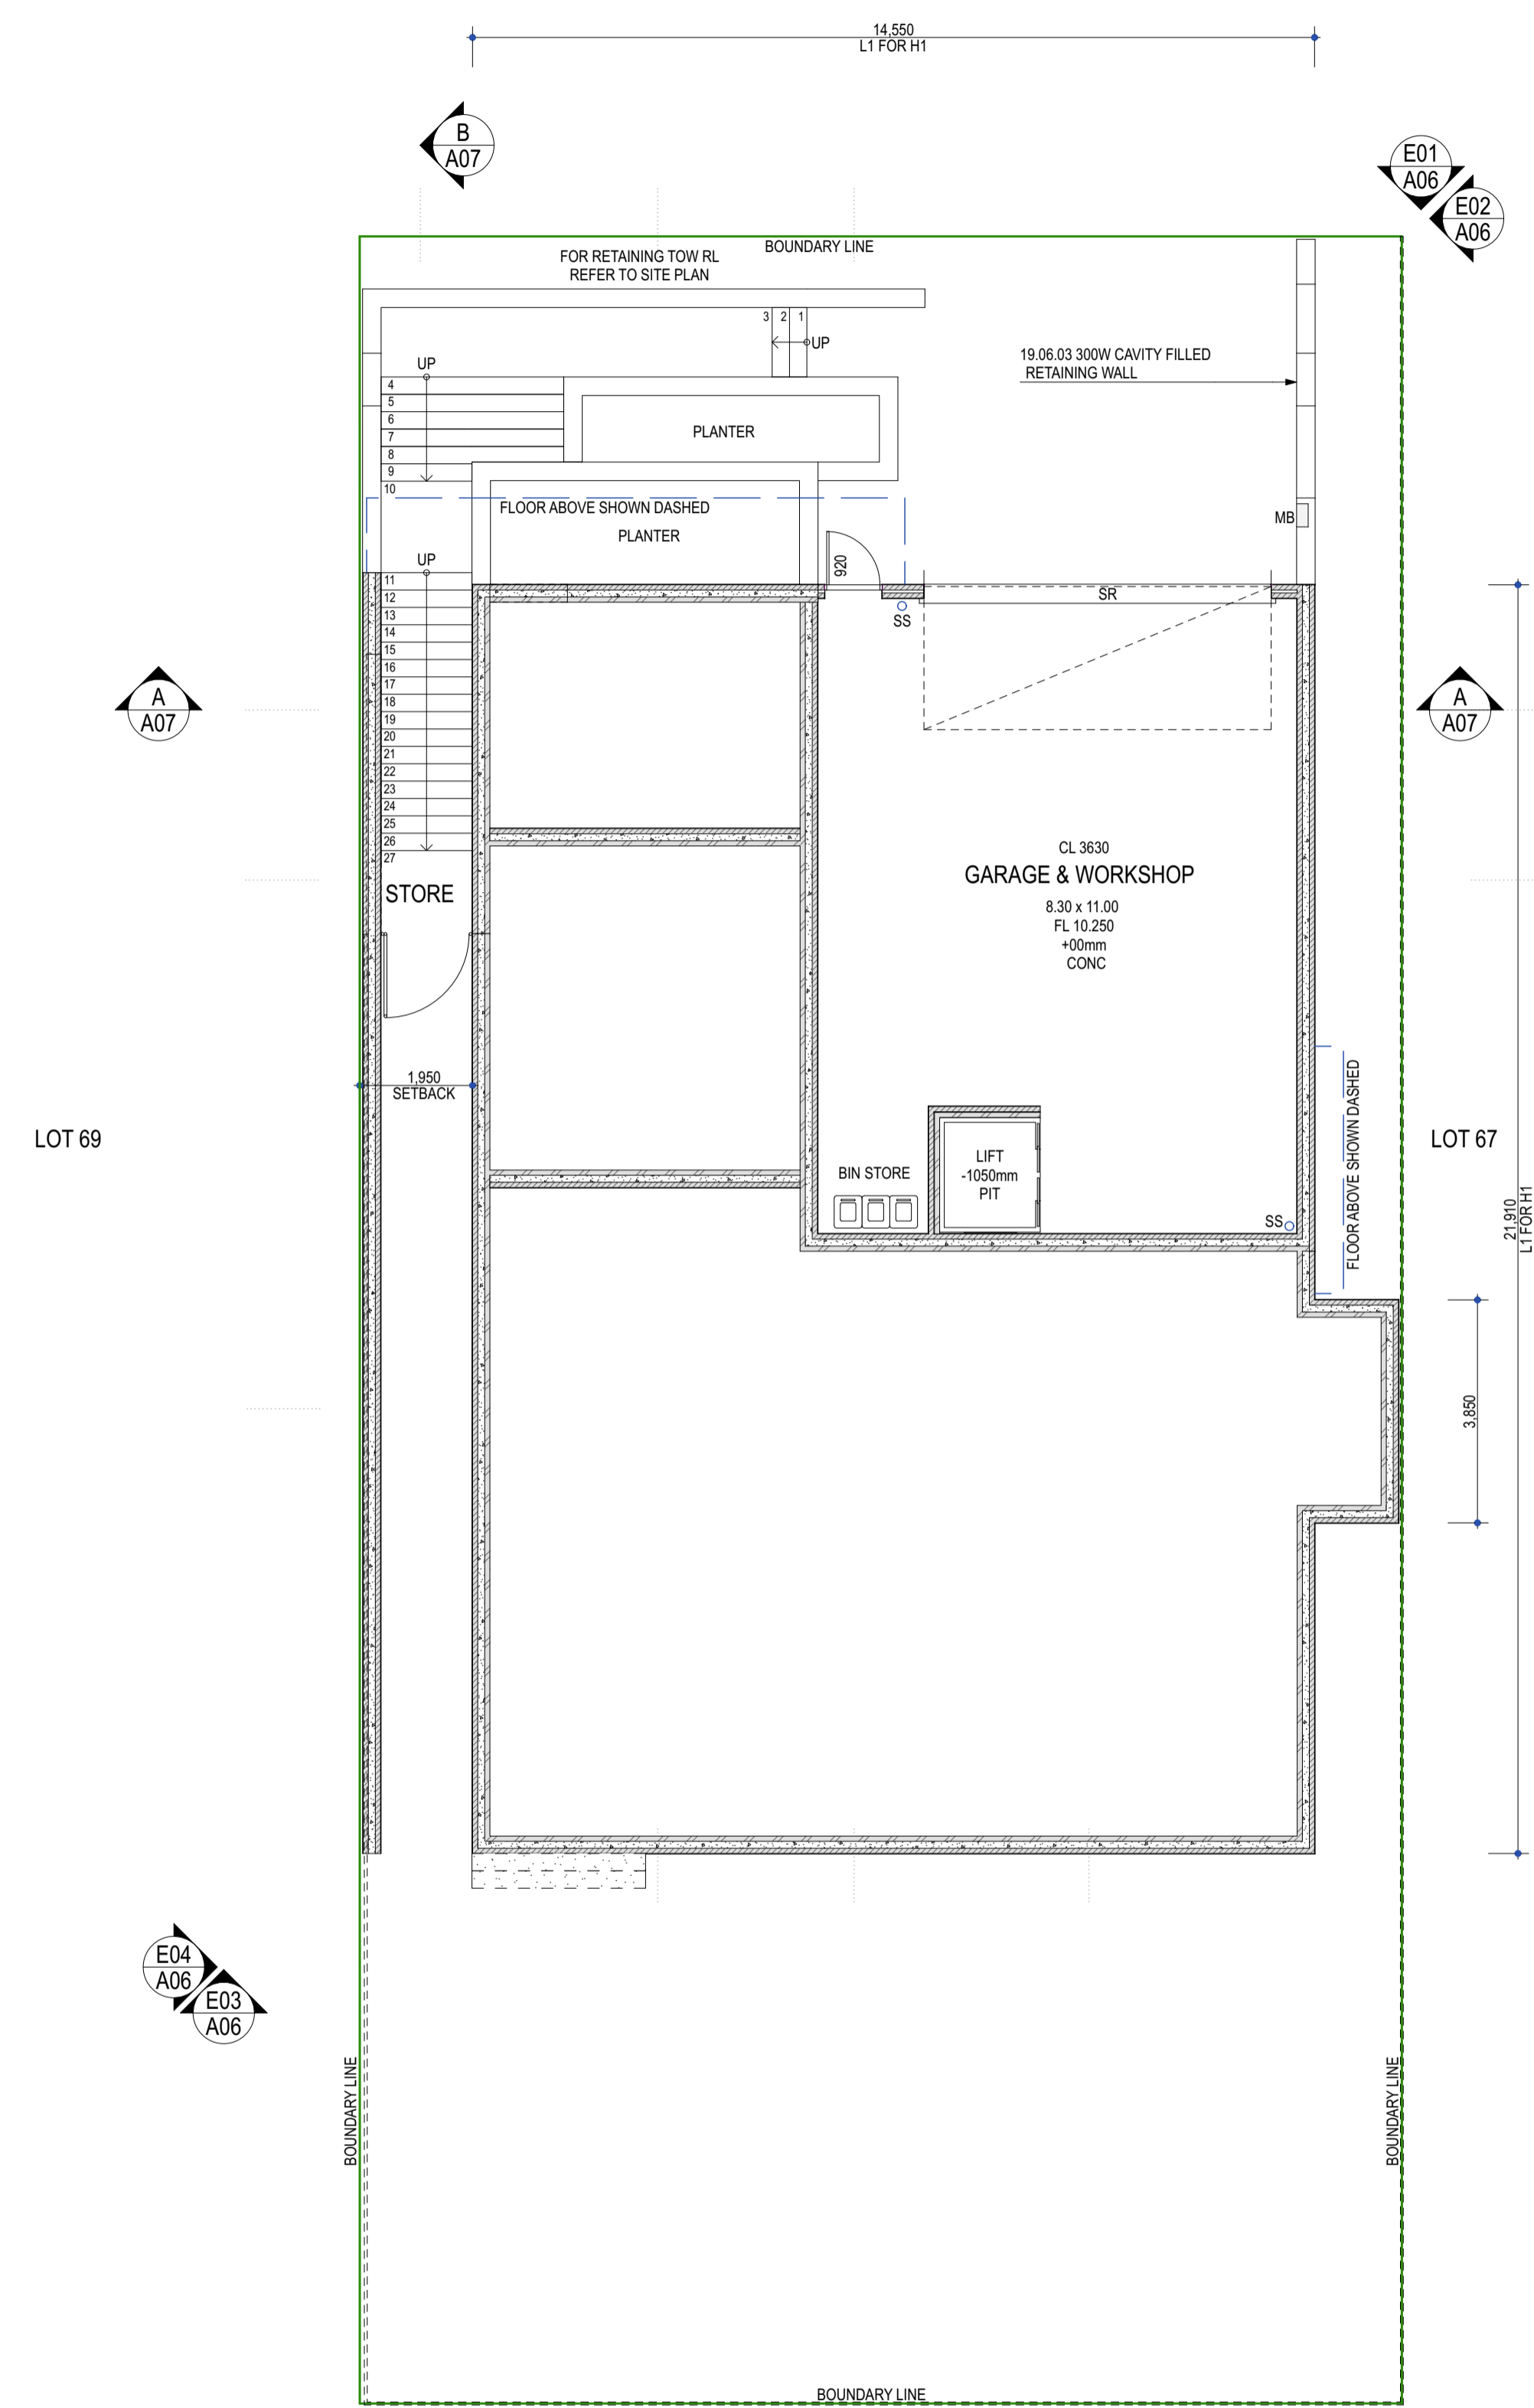 14,550
L1 FOR H1
B
A07
E01
A06
E02
A06
BOUNDARY LINE
FOR RETAINING TOW RL
REFER TO SITE PLAN
3 2 1
UP
19.06.03 300W CAVITY FILLED
RETAINING WALL
UP
4
5
6
7
8
9
10
PLANTER
FLOOR ABOVE SHOWN DASHED
PLANTER
MB
920
UP
11
12
13
14
15
16
17
18
19
20
21
22
23
24
25
26
27
SR
SS
A
A07
A
A07
CL 3630
GARAGE & WORKSHOP
8.30 x 11.00
FL 10.250
+00mm
CONC
STORE
1,950
SETBACK
LOT 69
LOT 67
FLOOR ABOVE SHOWN DASHED
LIFT
-1050mm
PIT
BIN STORE
SS
21,910
L1 FOR H1
3,850
E04
A06
E03
A06
BOUNDARY LINE
BOUNDARY LINE
BOUNDARY LINE